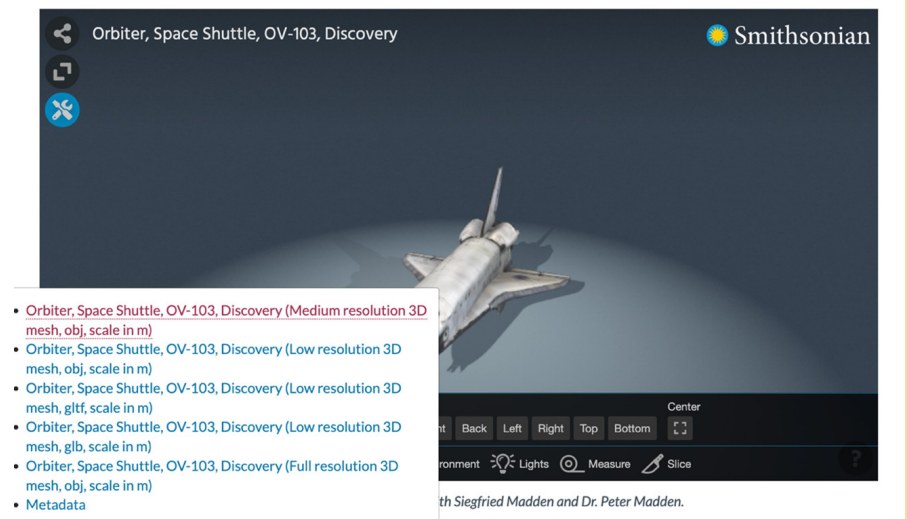 Orbiter, Space Shuttle, OV-103, Discovery
Smithsonian
Orbiter, Space Shuttle, OV-103, Discovery (Medium resolution 3D
mesh, obj, scale in m)
Orbiter, Space Shuttle, OV-103, Discovery (Low resolution 3D
mesh, obj, scale in m)
Orbiter, Space Shuttle, OV-103, Discovery (Low resolution 3D
mesh, gltf, scale in m)
Orbiter, Space Shuttle, OV-103, Discovery (Low resolution 3D
mesh, glb, scale in m)
Orbiter, Space Shuttle, OV-103, Discovery (Full resolution 3D
mesh, obj, scale in m)
Metadata
Center
nt Back Left Right Top Bottom
ronment Lights Measure Slice
?
th Siegfried Madden and Dr. Peter Madden.